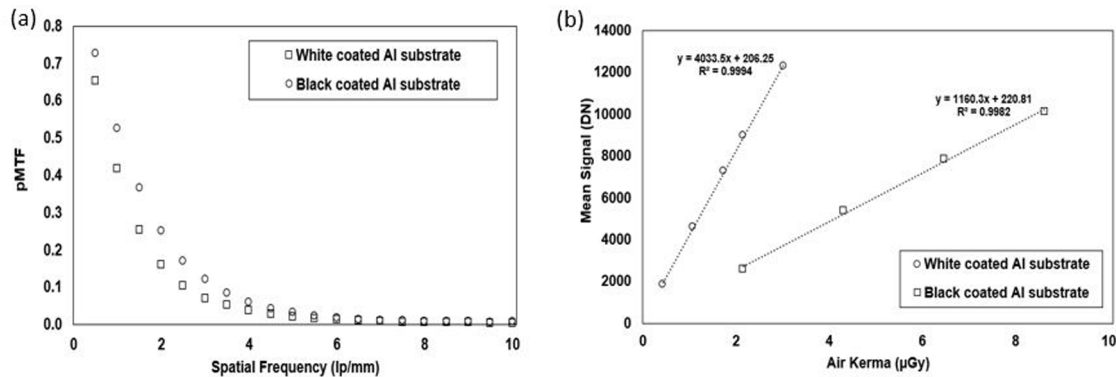 (a)
0.8
0.7
0.6
0.5
0.4
0.3
0.2
0.1
0.0
pMTF
White coated Al substrate
Black coated Al substrate
0 2 4 6 8 10
Spatial Frequency (lp/mm)
(b)
14000
12000
10000
8000
6000
4000
2000
0
Mean Signal (DN)
y = 4033.5x + 206.25
R² = 0.9994
y = 1160.3x + 220.81
R² = 0.9982
White coated Al substrate
Black coated Al substrate
0 2 4 6 8 10
Air Kerma (µGy)